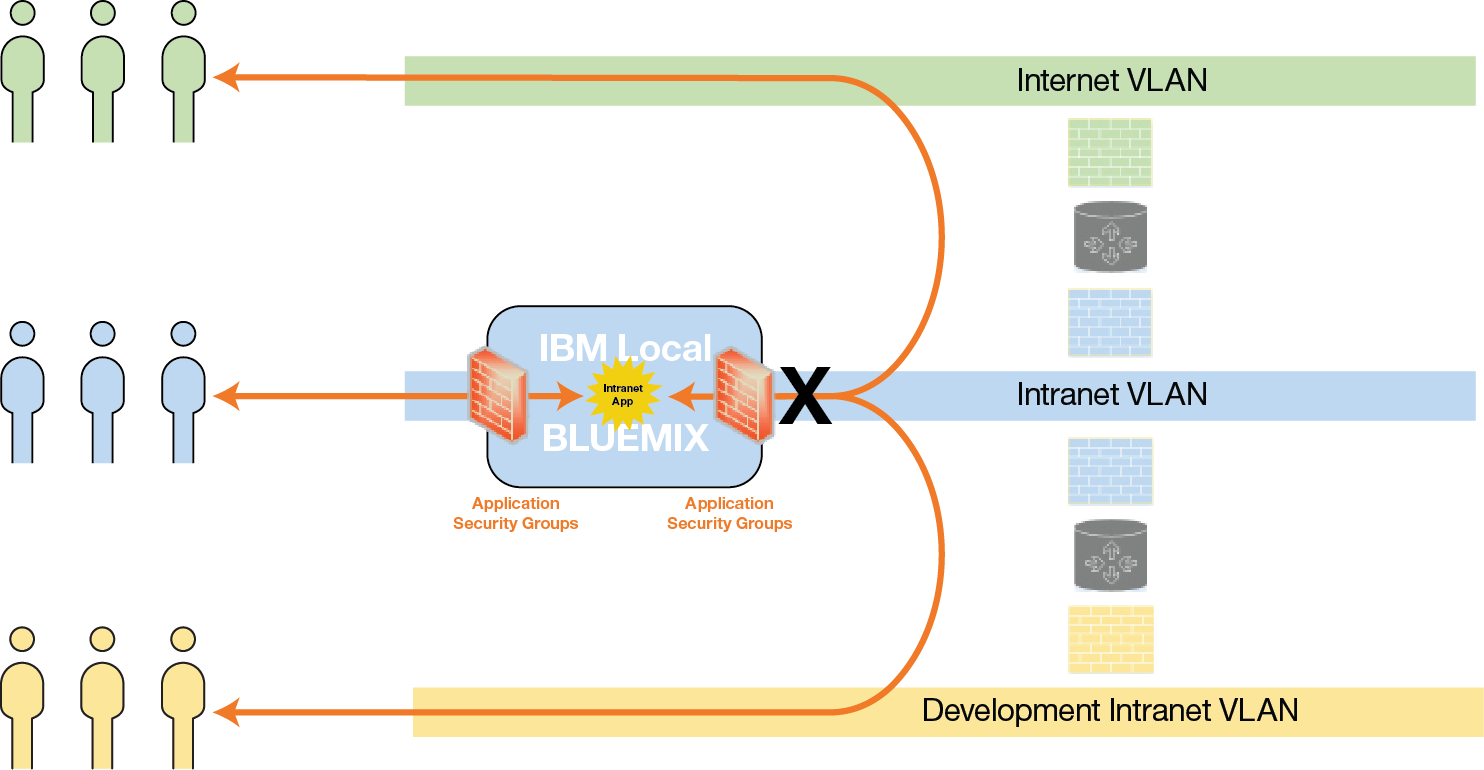 Internet VLAN
IBM Local
Intranet
App
BLUEMIX
X
Intranet VLAN
Application
Security Groups
Application
Security Groups
Development Intranet VLAN